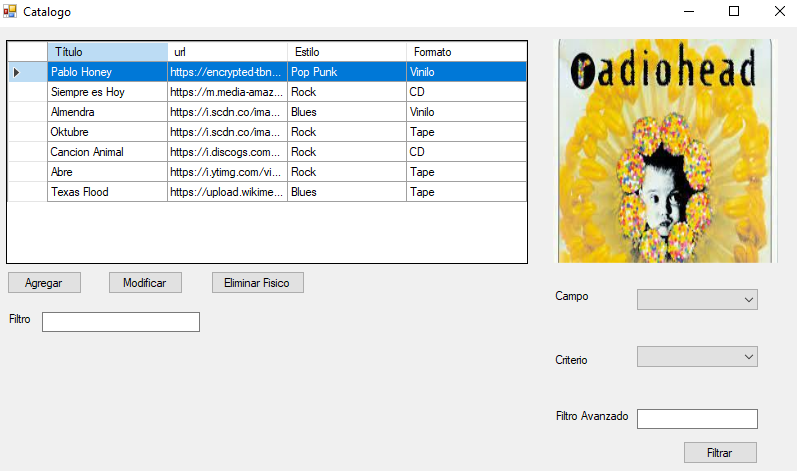 Catalogo
Título url Estilo Formato
Pablo Honey https://encrypted-tbn... Pop Punk Vinilo
Siempre es Hoy https://m.media-amaz... Rock CD
Almendra https://i.scdn.co/ima... Blues Vinilo
Oktubre https://i.scdn.co/ima... Rock Tape
Cancion Animal https://i.discogs.com... Rock CD
Abre https://i.ytimg.com/vi... Rock Tape
Texas Flood https://upload.wikime... Blues Tape
radiohead
Agregar Modificar Eliminar Fisico
Filtro
Campo
Criterio
Filtro Avanzado
Filtrar